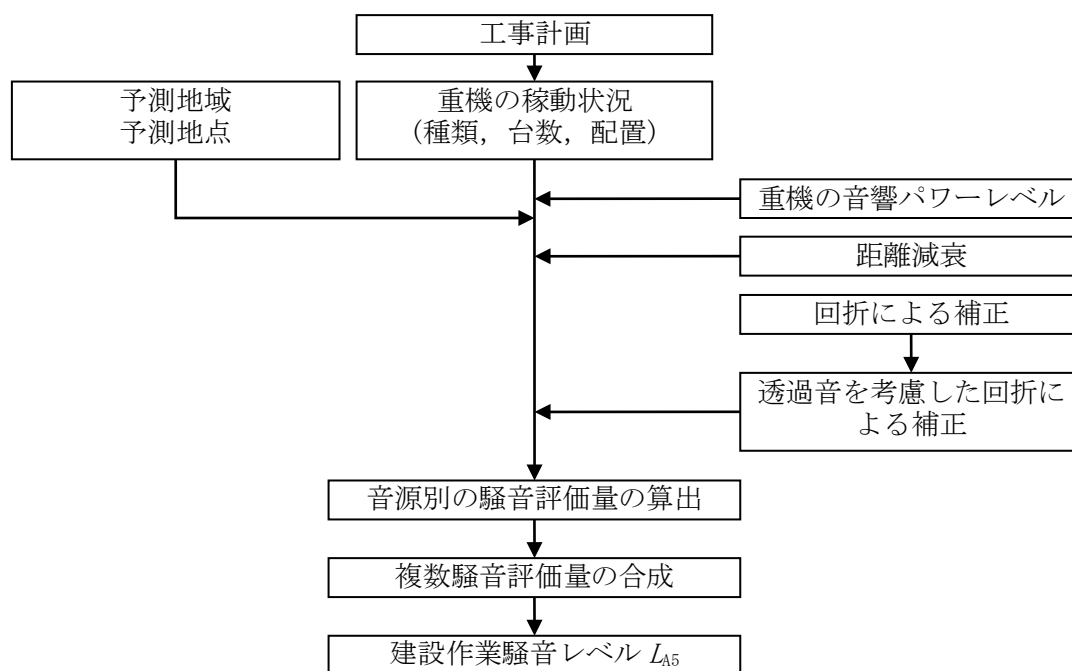 工事計画
予測地域
予測地点
重機の稼動状況
（種類，台数，配置）
重機の音響パワーレベル
距離減衰
回折による補正
透過音を考慮した回折に
よる補正
音源別の騒音評価量の算出
複数騒音評価量の合成
建設作業騒音レベル LA5